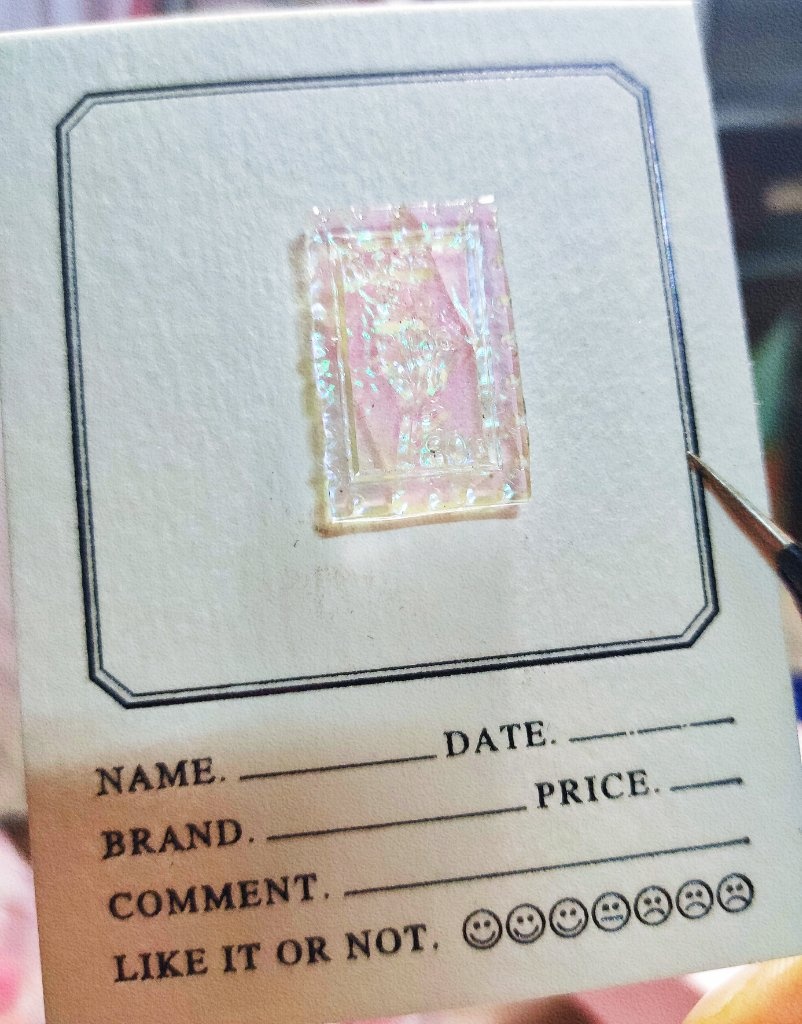 NAME. DATE.
BRAND. PRICE.
COMMENT.
LIKE IT OR NOT.